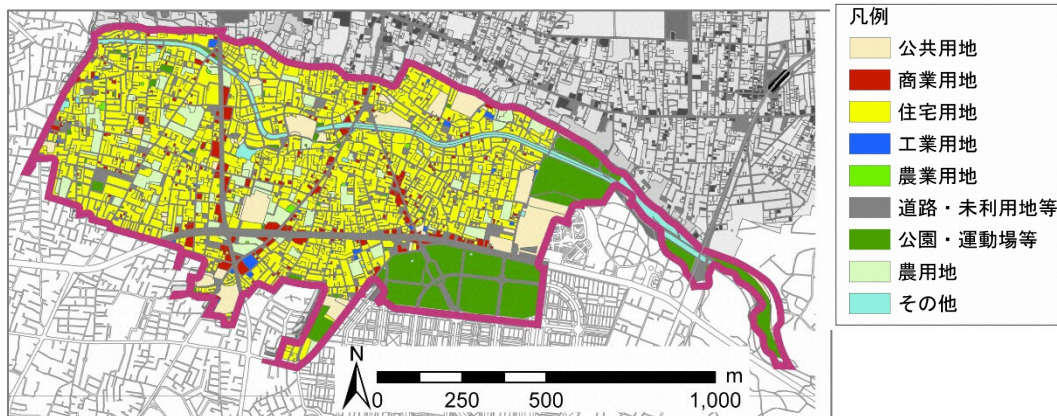 凡例
公共用地
商業用地
住宅用地
工業用地
農業用地
道路・未利用地等
公園・運動場等
農用地
その他
N
m
0 250 500 1,000